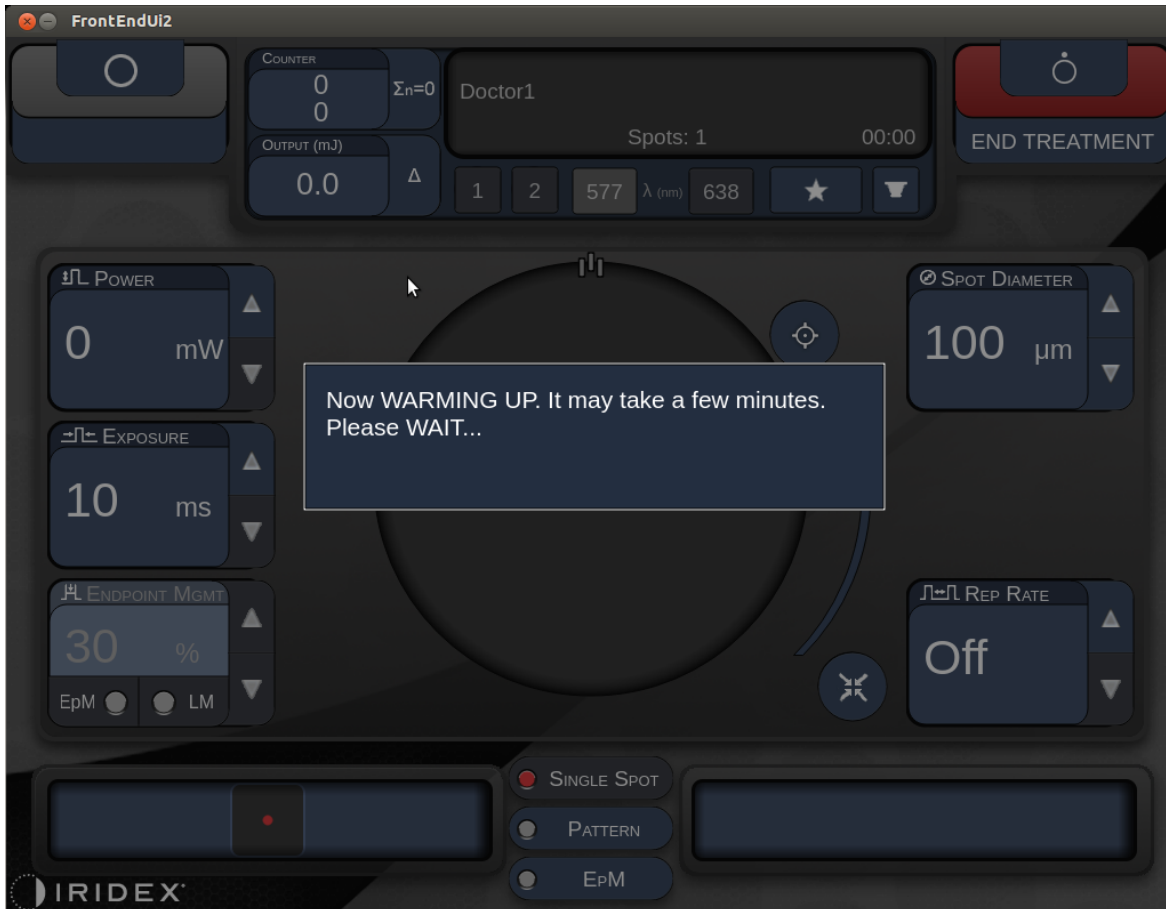 FrontEndUi2
COUNTER
0
0
Σn=0
OUTPUT (mJ)
0.0
Δ
Doctor1
Spots: 1
00:00
1
2
577
λ (nm)
638
END TREATMENT
POWER
0 mW
EXPOSURE
10 ms
ENDPOINT MGMT
30 %
EpM
LM
Now WARMING UP. It may take a few minutes.
Please WAIT...
SPOT DIAMETER
100 μm
REP RATE
Off
SINGLE SPOT
PATTERN
EPM
IRIDEX